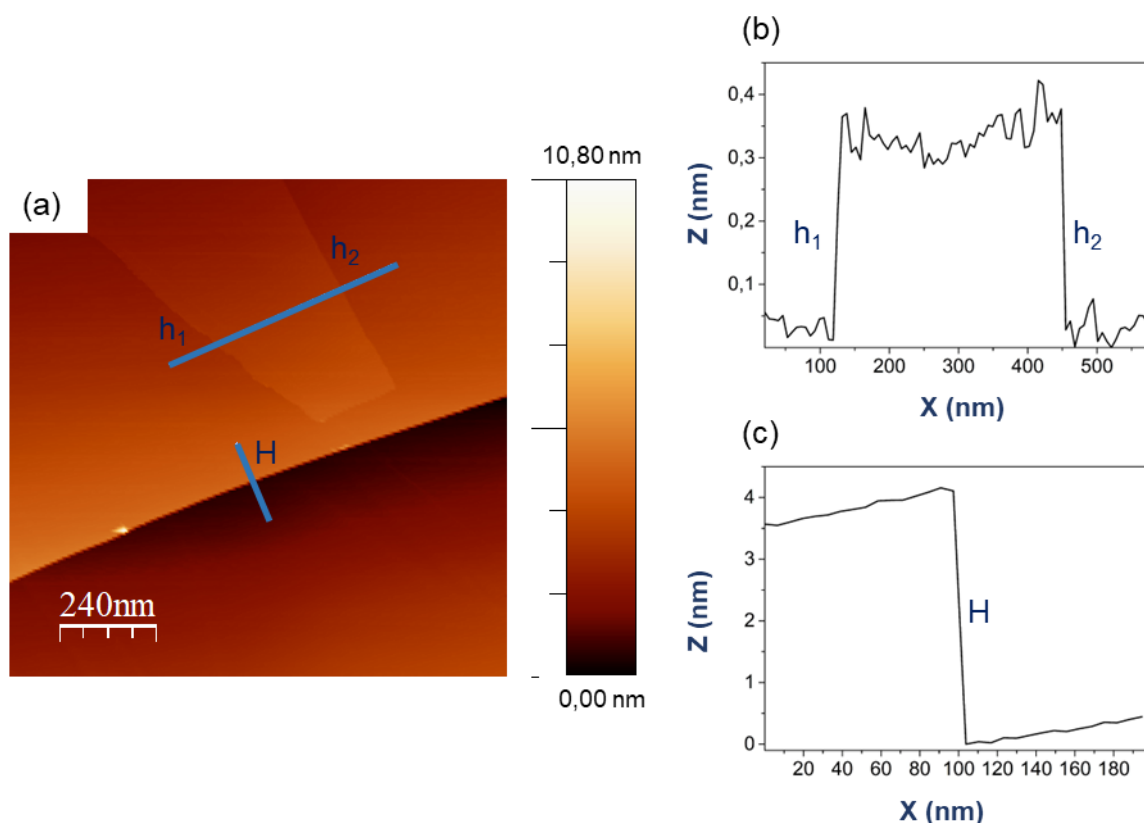 (a)
h₂
h₁
H
240nm
10,80 nm
0,00 nm
(b)
Z (nm)
0,4
0,3
0,2
0,1
h₁
h₂
100 200 300 400 500
X (nm)
(c)
Z (nm)
4
3
2
1
0
H
20 40 60 80 100 120 140 160 180
X (nm)